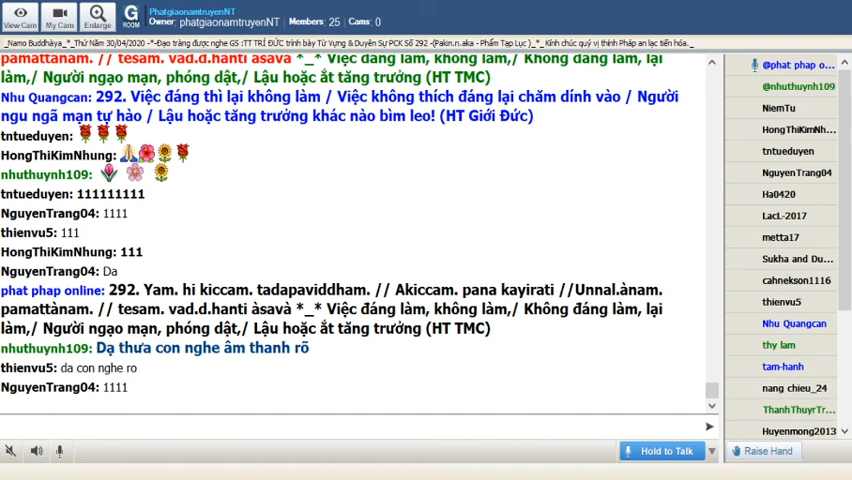 View Cam
My Cam
Enlarge
G
ROOM
PhatgiaonamtruyenNT
Owner: phatgiaonamtruyenNT   Members: 25   Cams: 0
_Namo Buddhàya_*_Thứ Năm 30/04/2020 -*-Đạo tràng được nghe GS :TT TRÍ ĐỨC trình bày Từ Vựng & Duyên Sự PCK Số 292 -(Pakin.n.aka - Phẩm Tạp Lục )_*_ Kính chúc quý vị thính Pháp an lạc tiến hóa._
pamattànam. // tesam. vad.d.hanti àsavà *_* Việc đáng làm, không làm,/ Không đáng làm, lại
làm,/ Người ngạo mạn, phóng dật,/ Lậu hoặc ắt tăng trưởng (HT TMC)
Nhu Quangcan: 292. Việc đáng thì lại không làm / Việc không thích đáng lại chăm dính vào / Người
ngu ngã mạn tự hào / Lậu hoặc tăng trưởng khác nào bìm leo! (HT Giới Đức)
tntueduyen:
HongThiKimNhung:
nhuthuynh109:
tntueduyen: 111111111
NguyenTrang04: 1111
thienvu5: 111
HongThiKimNhung: 111
NguyenTrang04: Da
phat phap online: 292. Yam. hi kiccam. tadapaviddham. // Akiccam. pana kayirati //Unnal.ànam.
pamattànam. // tesam. vad.d.hanti àsavà *_* Việc đáng làm, không làm,/ Không đáng làm, lại
làm,/ Người ngạo mạn, phóng dật,/ Lậu hoặc ắt tăng trưởng (HT TMC)
nhuthuynh109: Dạ thưa con nghe âm thanh rõ
thienvu5: da con nghe ro
NguyenTrang04: 1111
Hold to Talk
@phat phap o...
@nhuthuynh109
NiemTu
HongThiKimNh...
tntueduyen
NguyenTrang04
Ha0420
LacL-2017
metta17
Sukha and Du...
cahnekson1116
thienvu5
Nhu Quangcan
thy lam
tam-hanh
nang chieu_24
ThanhThuyrTr...
Huyenmong2013
Raise Hand